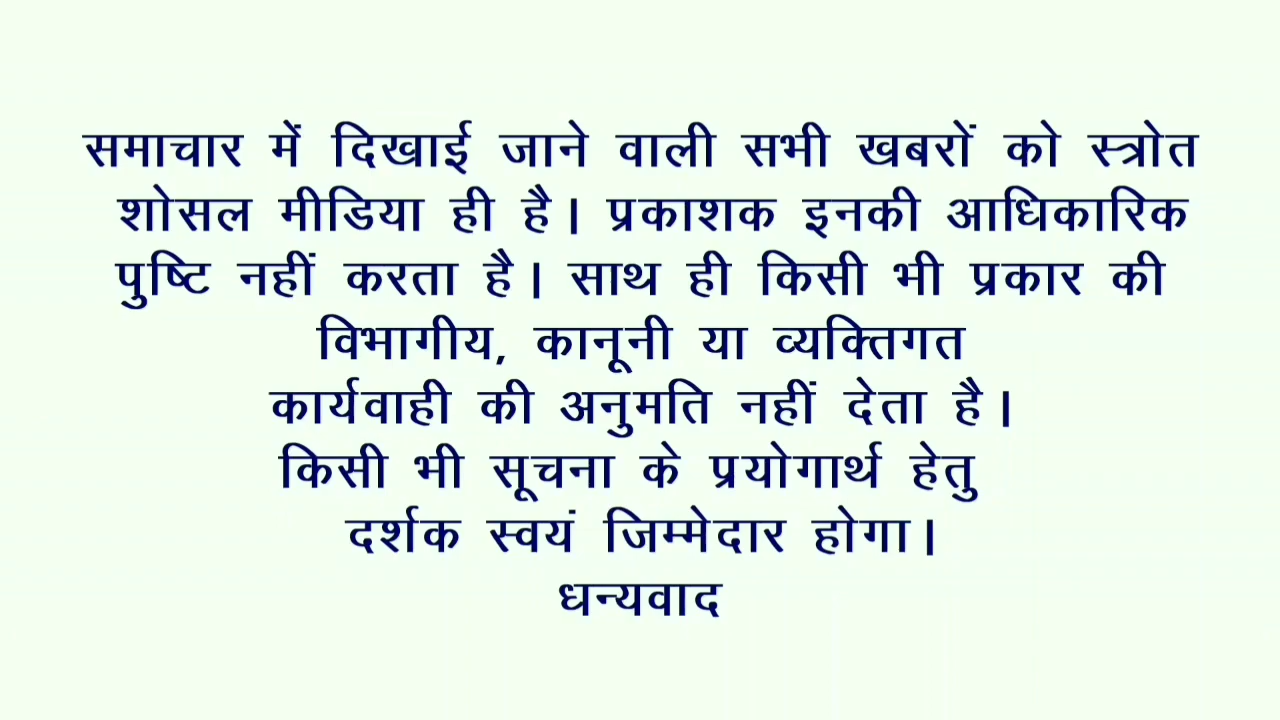 समाचार में दिखाई जाने वाली सभी खबरों को स्त्रोत
शोसल मीडिया ही है। प्रकाशक इनकी आधिकारिक
पुष्टि नहीं करता है। साथ ही किसी भी प्रकार की
विभागीय, कानूनी या व्यक्तिगत
कार्यवाही की अनुमति नहीं देता है।
किसी भी सूचना के प्रयोगार्थ हेतु
दर्शक स्वयं जिम्मेदार होगा।
धन्यवाद